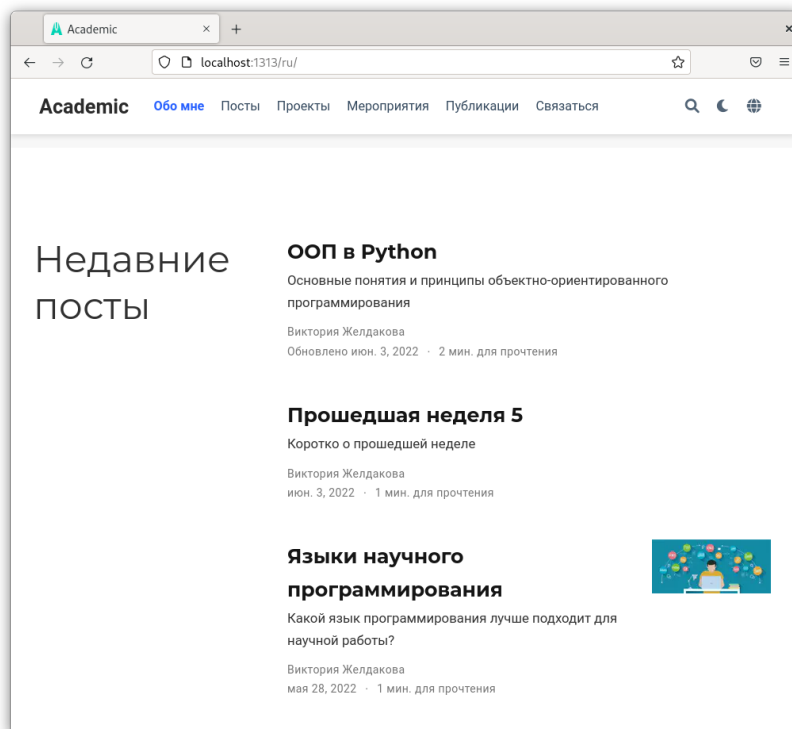 Academic
localhost:1313/ru/
Academic Обо мне Посты Проекты Мероприятия Публикации Связаться
Недавние
посты
ООП в Python
Основные понятия и принципы объектно-ориентированного
программирования
Виктория Желдакова
Обновлено июн. 3, 2022 · 2 мин. для прочтения
Прошедшая неделя 5
Коротко о прошедшей неделе
Виктория Желдакова
июн. 3, 2022 · 1 мин. для прочтения
Языки научного
программирования
Какой язык программирования лучше подходит для
научной работы?
Виктория Желдакова
мая 28, 2022 · 1 мин. для прочтения